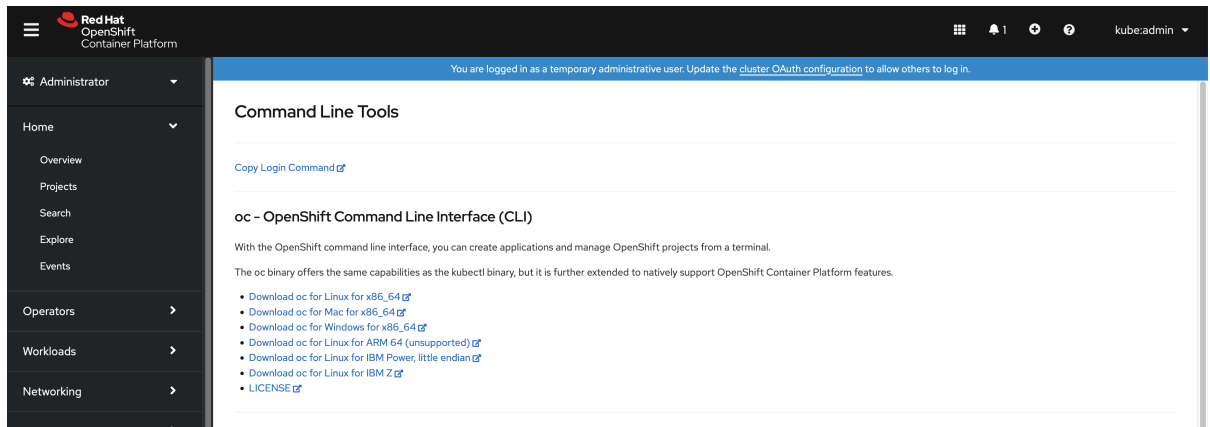 Red Hat
OpenShift
Container Platform
1
kube:admin
Administrator
You are logged in as a temporary administrative user. Update the cluster OAuth configuration to allow others to log in.
Home
Overview
Projects
Search
Explore
Events
Operators
Workloads
Networking
Command Line Tools
Copy Login Command
oc - OpenShift Command Line Interface (CLI)
With the OpenShift command line interface, you can create applications and manage OpenShift projects from a terminal.
The oc binary offers the same capabilities as the kubectl binary, but it is further extended to natively support OpenShift Container Platform features.
• Download oc for Linux for x86_64
• Download oc for Mac for x86_64
• Download oc for Windows for x86_64
• Download oc for Linux for ARM 64 (unsupported)
• Download oc for Linux for IBM Power, little endian
• Download oc for Linux for IBM Z
• LICENSE